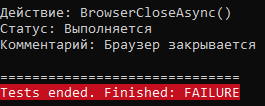 Действие: BrowserCloseAsync()
Статус: Выполняется
Комментарий: Браузер закрывается
==============================
Tests ended. Finished: FAILURE